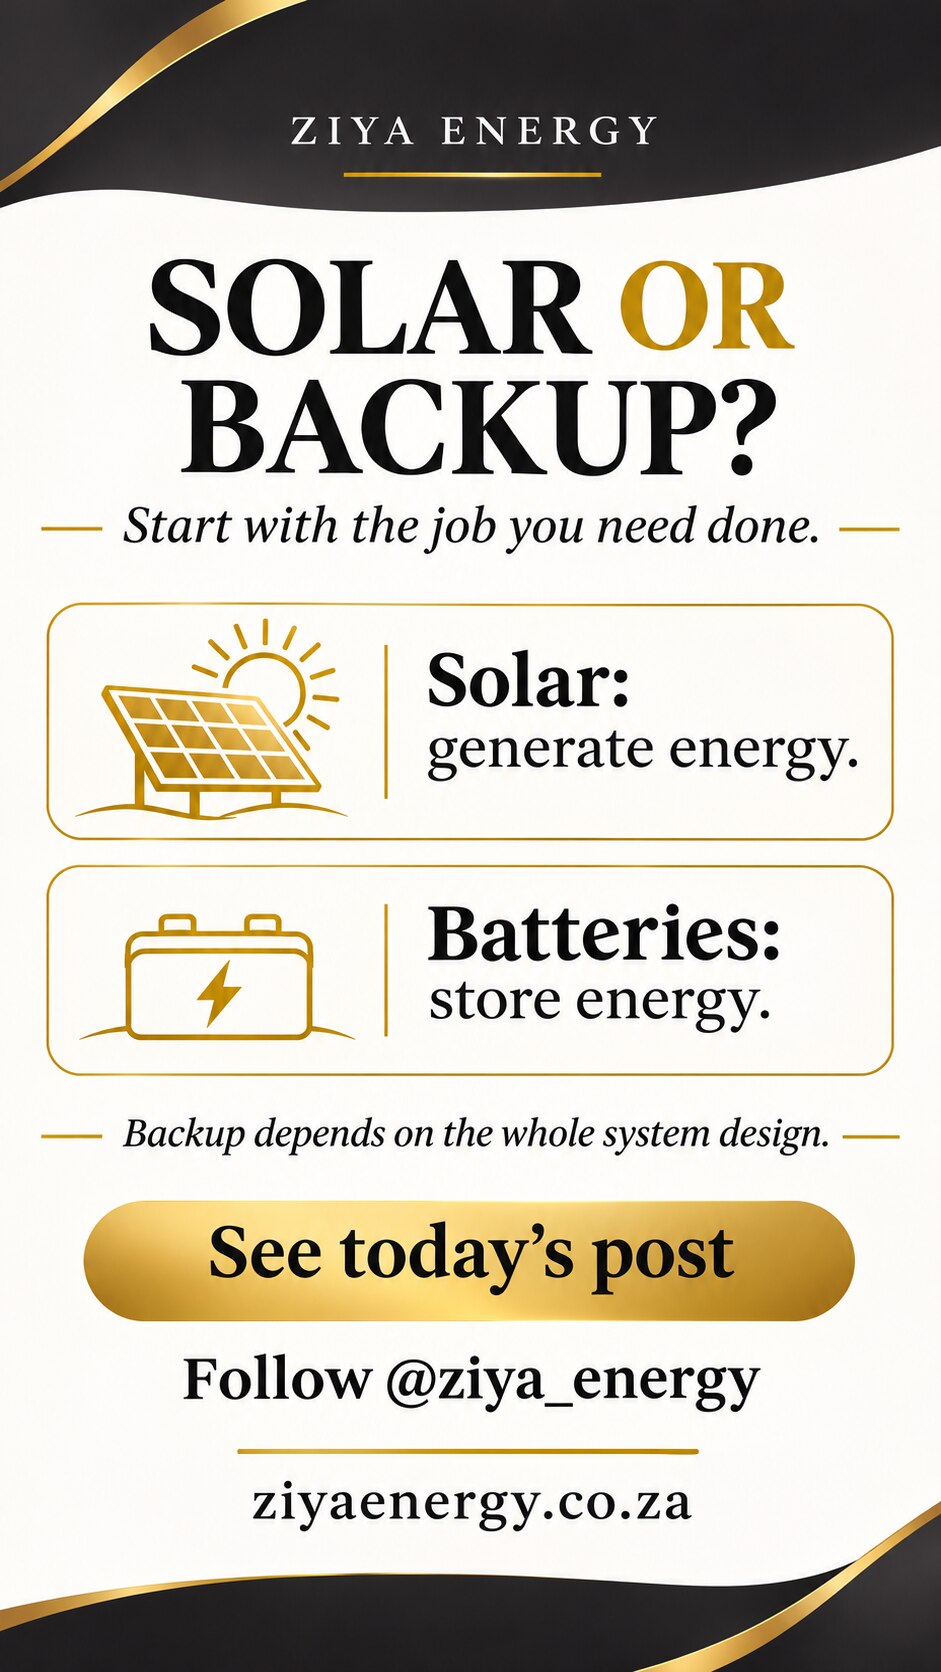 ZIYA ENERGY
SOLAR OR
BACKUP?
Start with the job you need done.
Solar:
generate energy.
Batteries:
store energy.
Backup depends on the whole system design.
See today’s post
Follow @ziya_energy
ziyaenergy.co.za